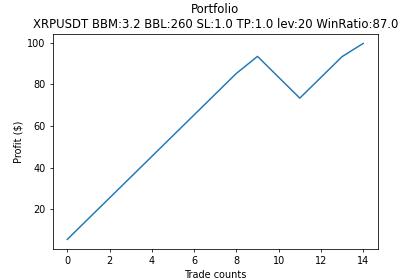 Portfolio
XRPUSDT BBM:3.2 BBL:260 SL:1.0 TP:1.0 lev:20 WinRatio:87.0
100
80
60
40
20
Profit ($)
0 2 4 6 8 10 12 14
Trade counts